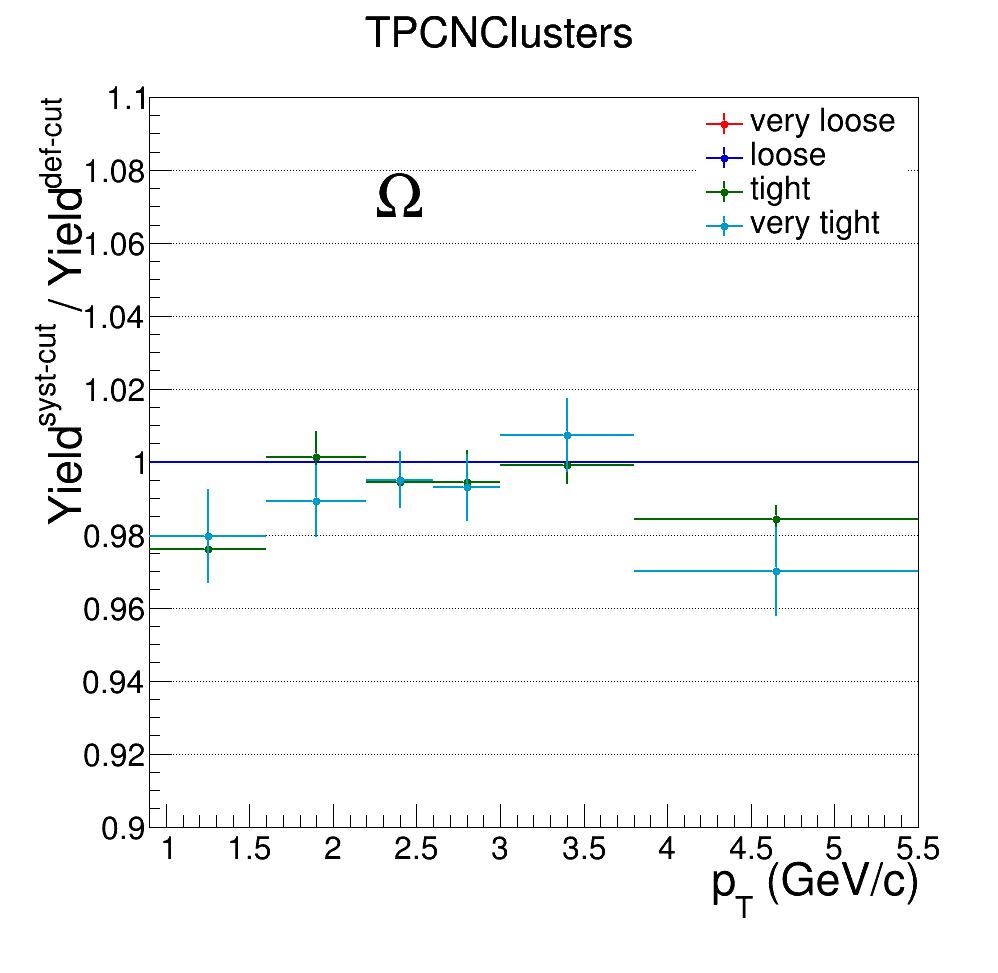 TPCNClusters
Yield^syst-cut / Yield^def-cut
1.1
1.08
1.06
1.04
1.02
1
0.98
0.96
0.94
0.92
0.9
Ω
very loose
loose
tight
very tight
1 1.5 2 2.5 3 3.5 4 4.5 5 5.5
p_T (GeV/c)